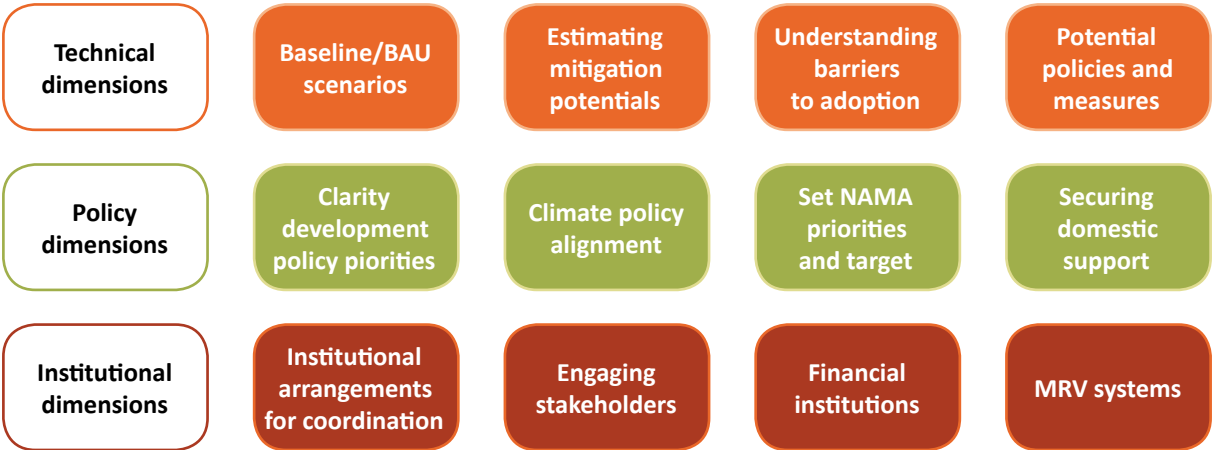 Technical
dimensions
Baseline/BAU
scenarios
Estimating
mitigation
potentials
Understanding
barriers
to adoption
Potential
policies and
measures
Policy
dimensions
Clarity
development
policy piorities
Climate policy
alignment
Set NAMA
priorities
and target
Securing
domestic
support
Institutional
dimensions
Institutional
arrangements
for coordination
Engaging
stakeholders
Financial
institutions
MRV systems